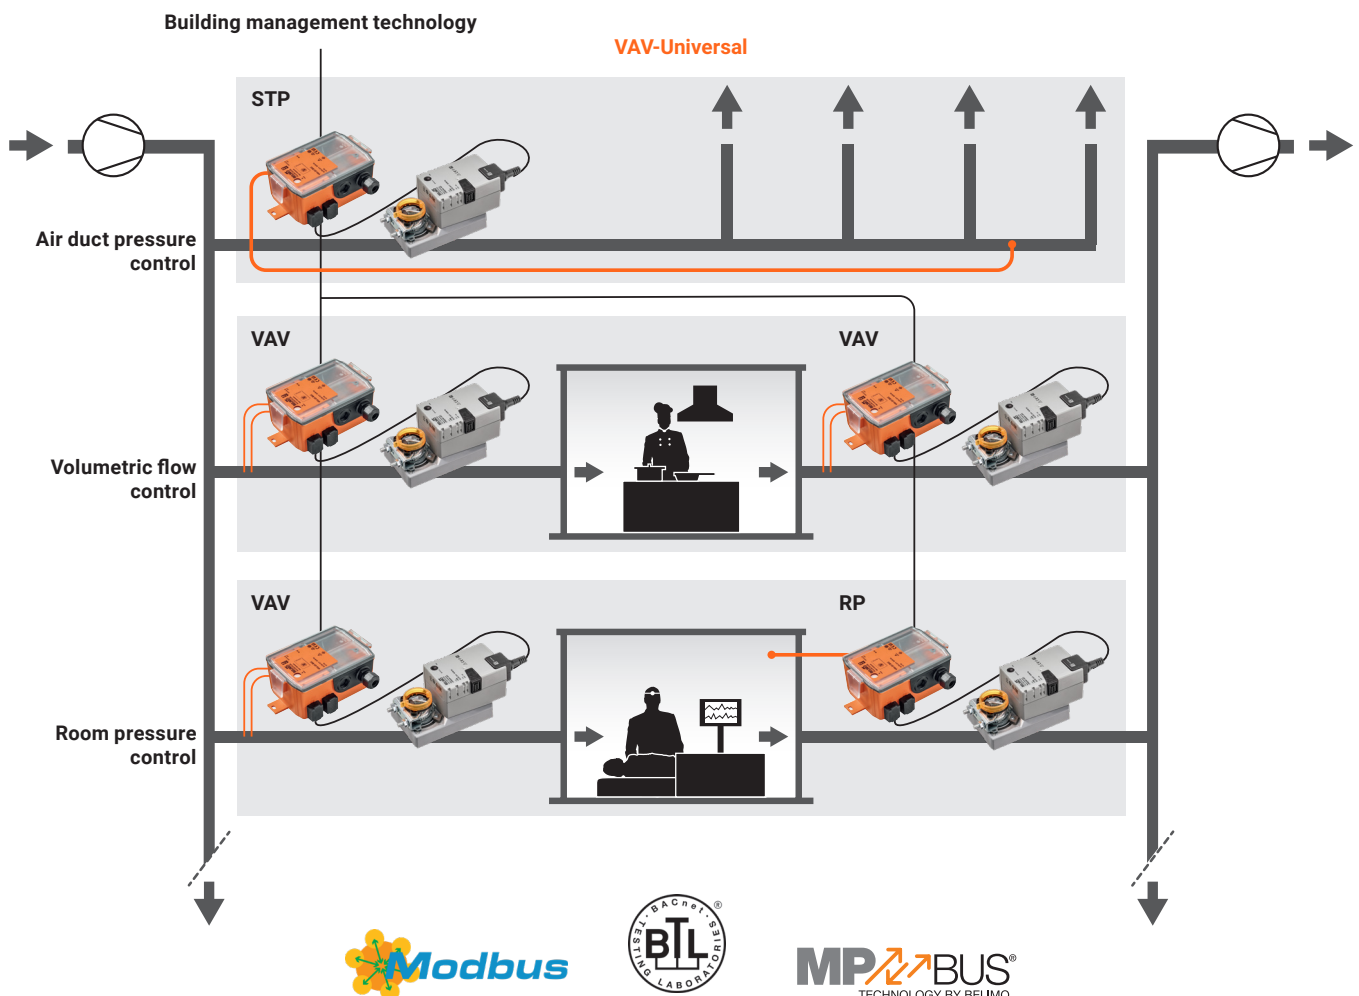 Building management technology
VAV-Universal
STP
Air duct pressure
control
VAV
VAV
Volumetric flow
control
VAV
RP
Room pressure
control
BACnet
TESTING LABORATORIES
®
BTL
Modbus
MP BUS®
TECHNOLOGY BY BELIMO